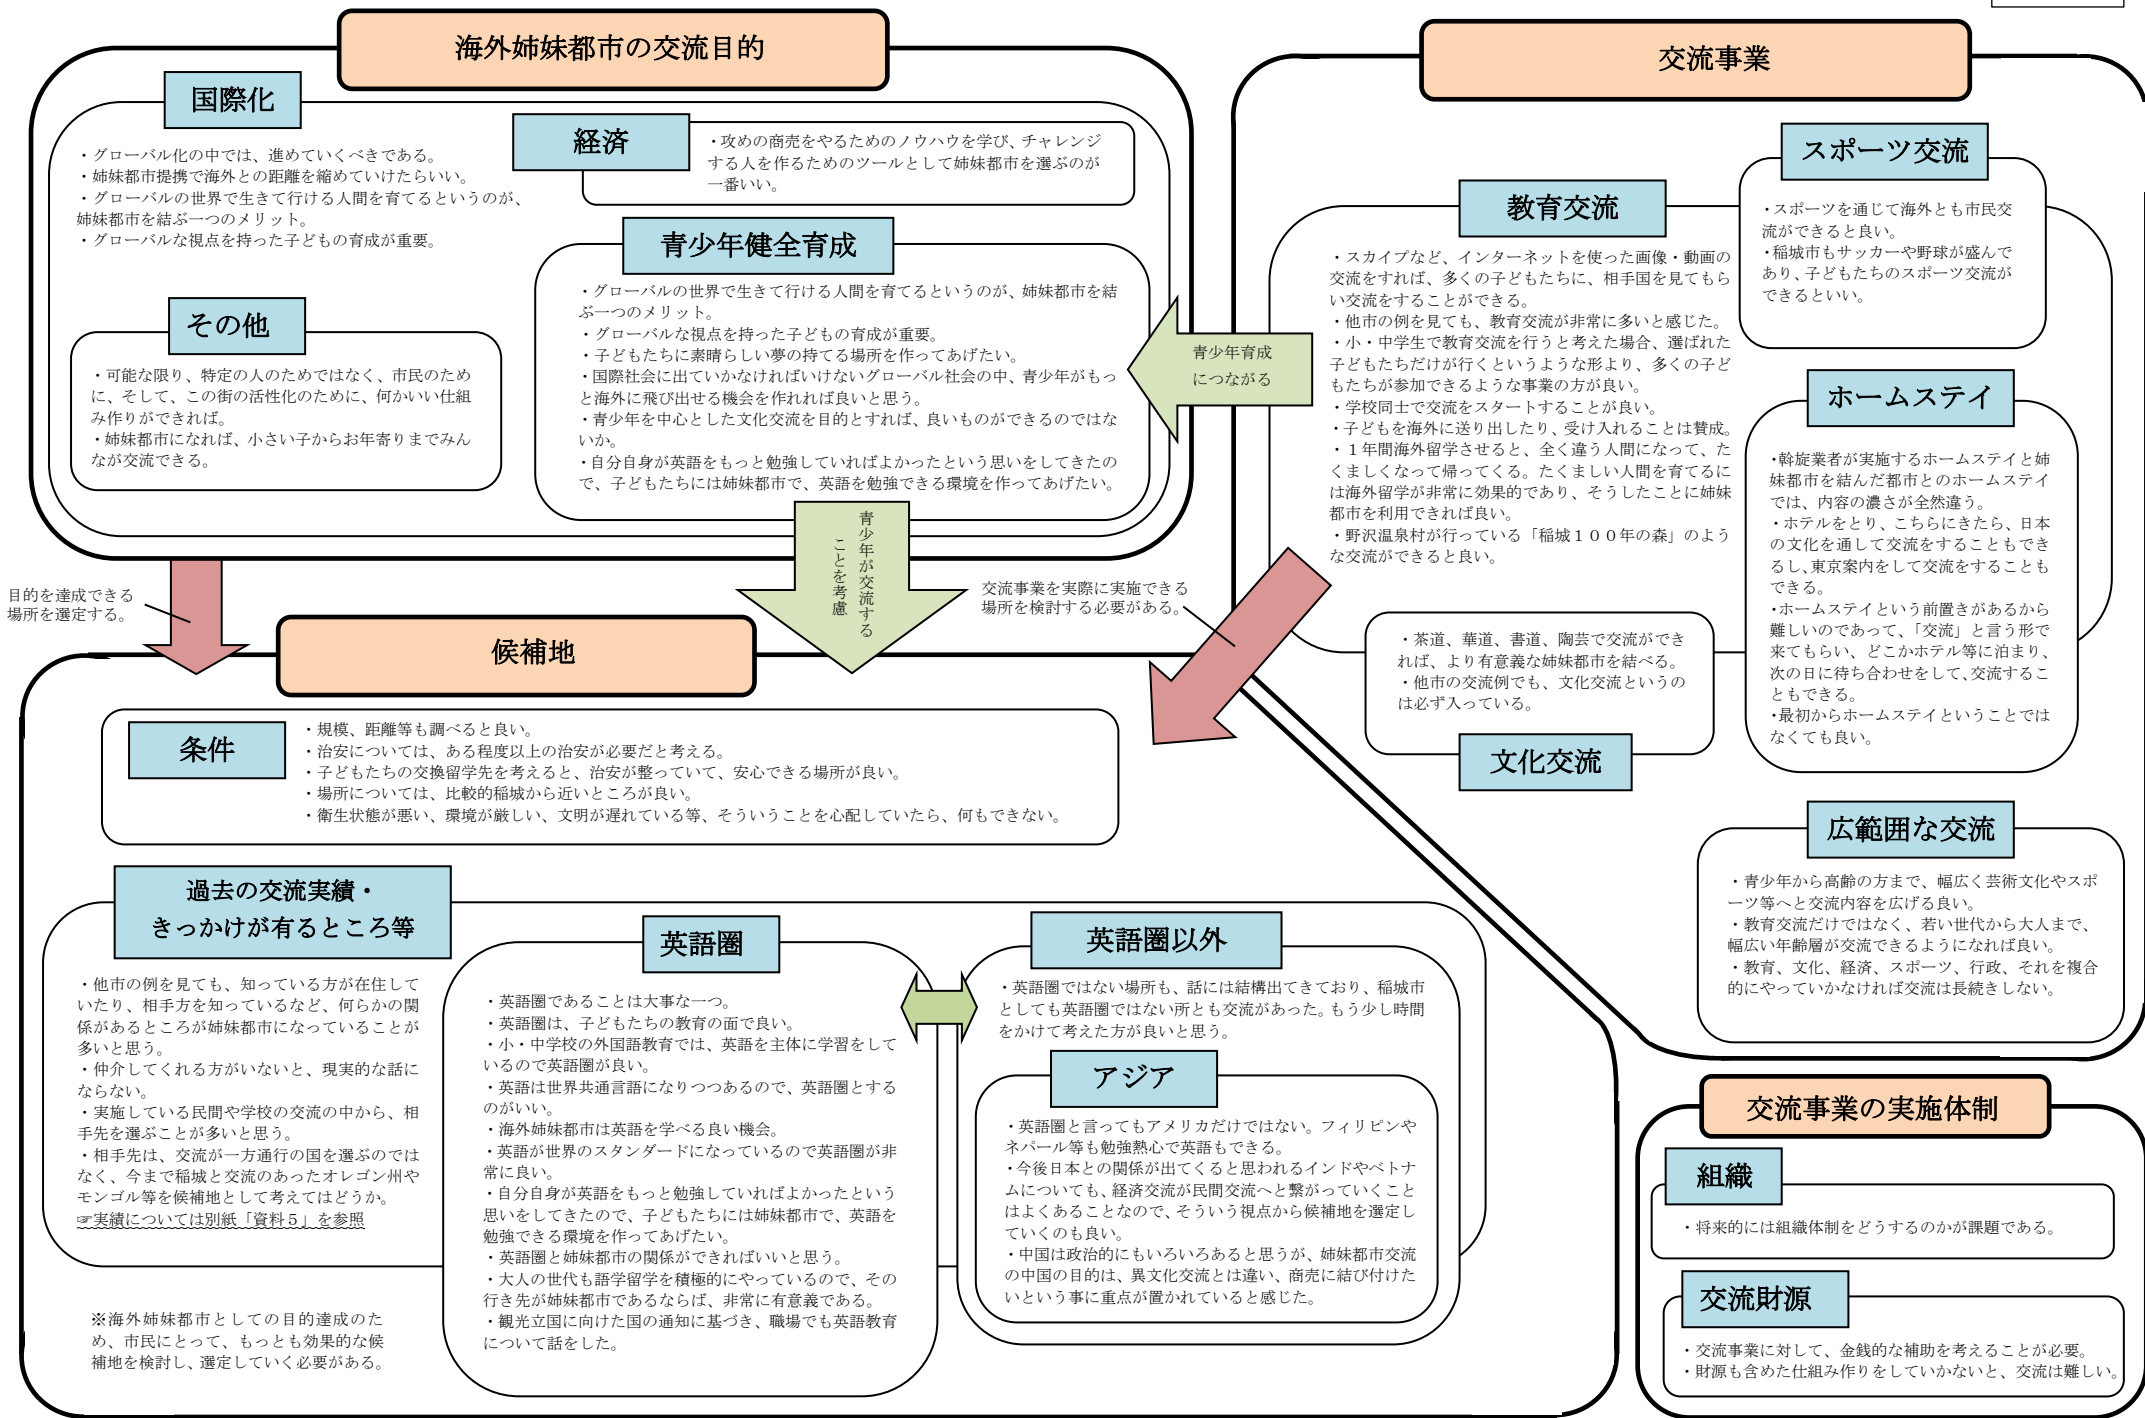 海外姉妹都市の交流目的
国際化
・グローバル化の中では、進めていくべきである。
・姉妹都市提携で海外との距離を縮めていけたらいい。
・グローバルの世界で生きて行ける人間を育てるというのが、
姉妹都市を結ぶ一つのメリット。
・グローバルな視点を持った子どもの育成が重要。
経済
・攻めの商売をやるためのノウハウを学び、チャレンジ
する人を作るためのツールとして姉妹都市を選ぶのが
一番いい。
青少年健全育成
・グローバルの世界で生きて行ける人間を育てるというのが、姉妹都市を結
ぶ一つのメリット。
・グローバルな視点を持った子どもの育成が重要。
・子どもたちに素晴らしい夢の持てる場所を作ってあげたい。
・国際社会に出ていかなければいけないグローバル社会の中、青少年がもっ
と海外に飛び出せる機会を作れれば良いと思う。
・青少年を中心とした文化交流を目的とすれば、良いものができるのではな
いか。
・自分自身が英語をもっと勉強していればよかったという思いをしてきたの
で、子どもたちには姉妹都市で、英語を勉強できる環境を作ってあげたい。
その他
・可能な限り、特定の人のためではなく、市民のため
に、そして、この街の活性化のために、何かいい仕組
み作りができれば。
・姉妹都市になれば、小さい子からお年寄りまでみん
なが交流できる。
青少年育成
につながる
交流事業
スポーツ交流
・スポーツを通じて海外とも市民交
流ができると良い。
・稲城市もサッカーや野球が盛んで
あり、子どもたちのスポーツ交流が
できるといい。
教育交流
・スカイプなど、インターネットを使った画像・動画の
交流をすれば、多くの子どもたちに、相手国を見てもら
い交流をすることができる。
・他市の例を見ても、教育交流が非常に多いと感じた。
・小・中学生で教育交流を行うと考えた場合、選ばれた
子どもたちだけが行くというような形より、多くの子ど
もたちが参加できるような事業の方が良い。
・学校同士で交流をスタートすることが良い。
・子どもを海外に送り出したり、受け入れることは賛成。
・１年間海外留学させると、全く違う人間になって、た
くましくなって帰ってくる。たくましい人間を育てるに
は海外留学が非常に効果的であり、そうしたことに姉妹
都市を利用できれば良い。
・野沢温泉村が行っている「稲城１００年の森」のよう
な交流ができると良い。
ホームステイ
・斡旋業者が実施するホームステイと姉
妹都市を結んだ都市とのホームステイ
では、内容の濃さが全然違う。
・ホテルをとり、こちらにきたら、日本
の文化を通して交流をすることもでき
るし、東京案内をして交流をすることも
できる。
・ホームステイという前置きがあるから
難しいのであって、「交流」と言う形で
来てもらい、どこかホテル等に泊まり、
次の日に待ち合わせをして、交流するこ
ともできる。
・最初からホームステイということでは
なくても良い。
・茶道、華道、書道、陶芸で交流ができ
れば、より有意義な姉妹都市を結べる。
・他市の交流例でも、文化交流というの
は必ず入っている。
文化交流
広範囲な交流
・青少年から高齢の方まで、幅広く芸術文化やスポ
ーツ等へと交流内容を広げる良い。
・教育交流だけではなく、若い世代から大人まで、
幅広い年齢層が交流できるようになれば良い。
・教育、文化、経済、スポーツ、行政、それを複合
的にやっていかなければ交流は長続きしない。
目的を達成できる
場所を選定する。
青少年が交流する
ことを考慮
交流事業を実際に実施できる
場所を検討する必要がある。
候補地
条件
・規模、距離等も調べると良い。
・治安については、ある程度以上の治安が必要だと考える。
・子どもたちの交換留学先を考えると、治安が整っていて、安心できる場所が良い。
・場所については、比較的稲城から近いところが良い。
・衛生状態が悪い、環境が厳しい、文明が遅れている等、そういうことを心配していたら、何もできない。
過去の交流実績・
きっかけが有るところ等
・他市の例を見ても、知っている方が在住して
いたり、相手方を知っているなど、何らかの関
係があるところが姉妹都市になっていることが
多いと思う。
・仲介してくれる方がいないと、現実的な話に
ならない。
・実施している民間や学校の交流の中から、相
手先を選ぶことが多いと思う。
・相手先は、交流が一方通行の国を選ぶのでは
なく、今まで稲城と交流のあったオレゴン州や
モンゴル等を候補地として考えてはどうか。
☞実績については別紙「資料５」を参照
※海外姉妹都市としての目的達成のた
め、市民にとって、もっとも効果的な候
補地を検討し、選定していく必要がある。
英語圏
・英語圏であることは大事な一つ。
・英語圏は、子どもたちの教育の面で良い。
・小・中学校の外国語教育では、英語を主体に学習をして
いるので英語圏が良い。
・英語は世界共通言語になりつつあるので、英語圏とする
のがいい。
・海外姉妹都市は英語を学べる良い機会。
・英語が世界のスタンダードになっているので英語圏が非
常に良い。
・自分自身が英語をもっと勉強していればよかったという
思いをしてきたので、子どもたちには姉妹都市で、英語を
勉強できる環境を作ってあげたい。
・英語圏と姉妹都市の関係ができればいいと思う。
・大人の世代も語学留学を積極的にやっているので、その
行き先が姉妹都市であるならば、非常に有意義である。
・観光立国に向けた国の通知に基づき、職場でも英語教育
について話をした。
英語圏以外
・英語圏ではない場所も、話には結構出てきており、稲城市
としても英語圏ではない所とも交流があった。もう少し時間
をかけて考えた方が良いと思う。
アジア
・英語圏と言ってもアメリカだけではない。フィリピンや
ネパール等も勉強熱心で英語もできる。
・今後日本との関係が出てくると思われるインドやベトナ
ムについても、経済交流が民間交流へと繋がっていくこと
はよくあることなので、そういう視点から候補地を選定し
ていくのも良い。
・中国は政治的にもいろいろあると思うが、姉妹都市交流
の中国の目的は、異文化交流とは違い、商売に結び付けた
いという事に重点が置かれていると感じた。
交流事業の実施体制
組織
・将来的には組織体制をどうするのかが課題である。
交流財源
・交流事業に対して、金銭的な補助を考えることが必要。
・財源も含めた仕組み作りをしていかないと、交流は難しい。